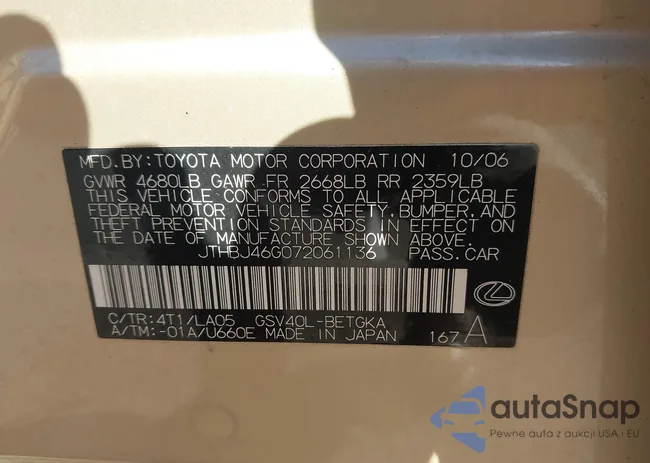 MFD.BY:TOYOTA MOTOR CORPORATION 10/06
GVWR 4680LB GAWR FR 2668LB RR 2359LB
THIS VEHICLE CONFORMS TO ALL APPLICABLE
FEDERAL MOTOR VEHICLE SAFETY,BUMPER,AND
THEFT PREVENTION STANDARDS IN EFFECT ON
THE DATE OF MANUFACTURE SHOWN ABOVE.
JTHBJ46G072061136 PASS.CAR
C/TR:4T1/LA05 GSV40L-BETGKA
A/TM:-01A/U660E MADE IN JAPAN 167 A
autaSnap
Pewne auta z aukcji USA i EU